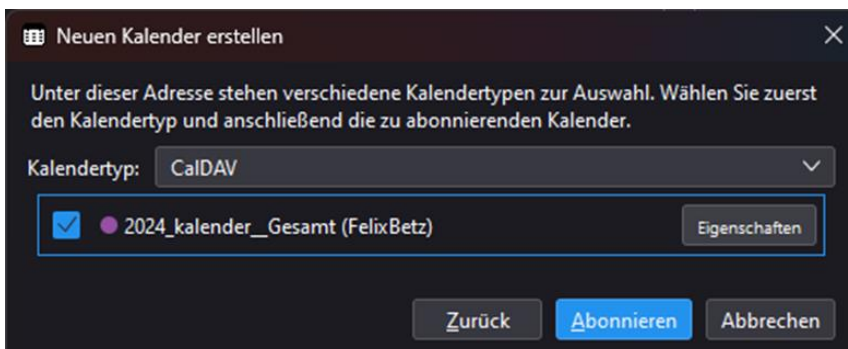 Neuen Kalender erstellen
Unter dieser Adresse stehen verschiedene Kalendertypen zur Auswahl. Wählen Sie zuerst
den Kalendertyp und anschließend die zu abonnierenden Kalender.
Kalendertyp: CalDAV
2024_kalender__Gesamt (FelixBetz) Eigenschaften
Zurück Abonnieren Abbrechen